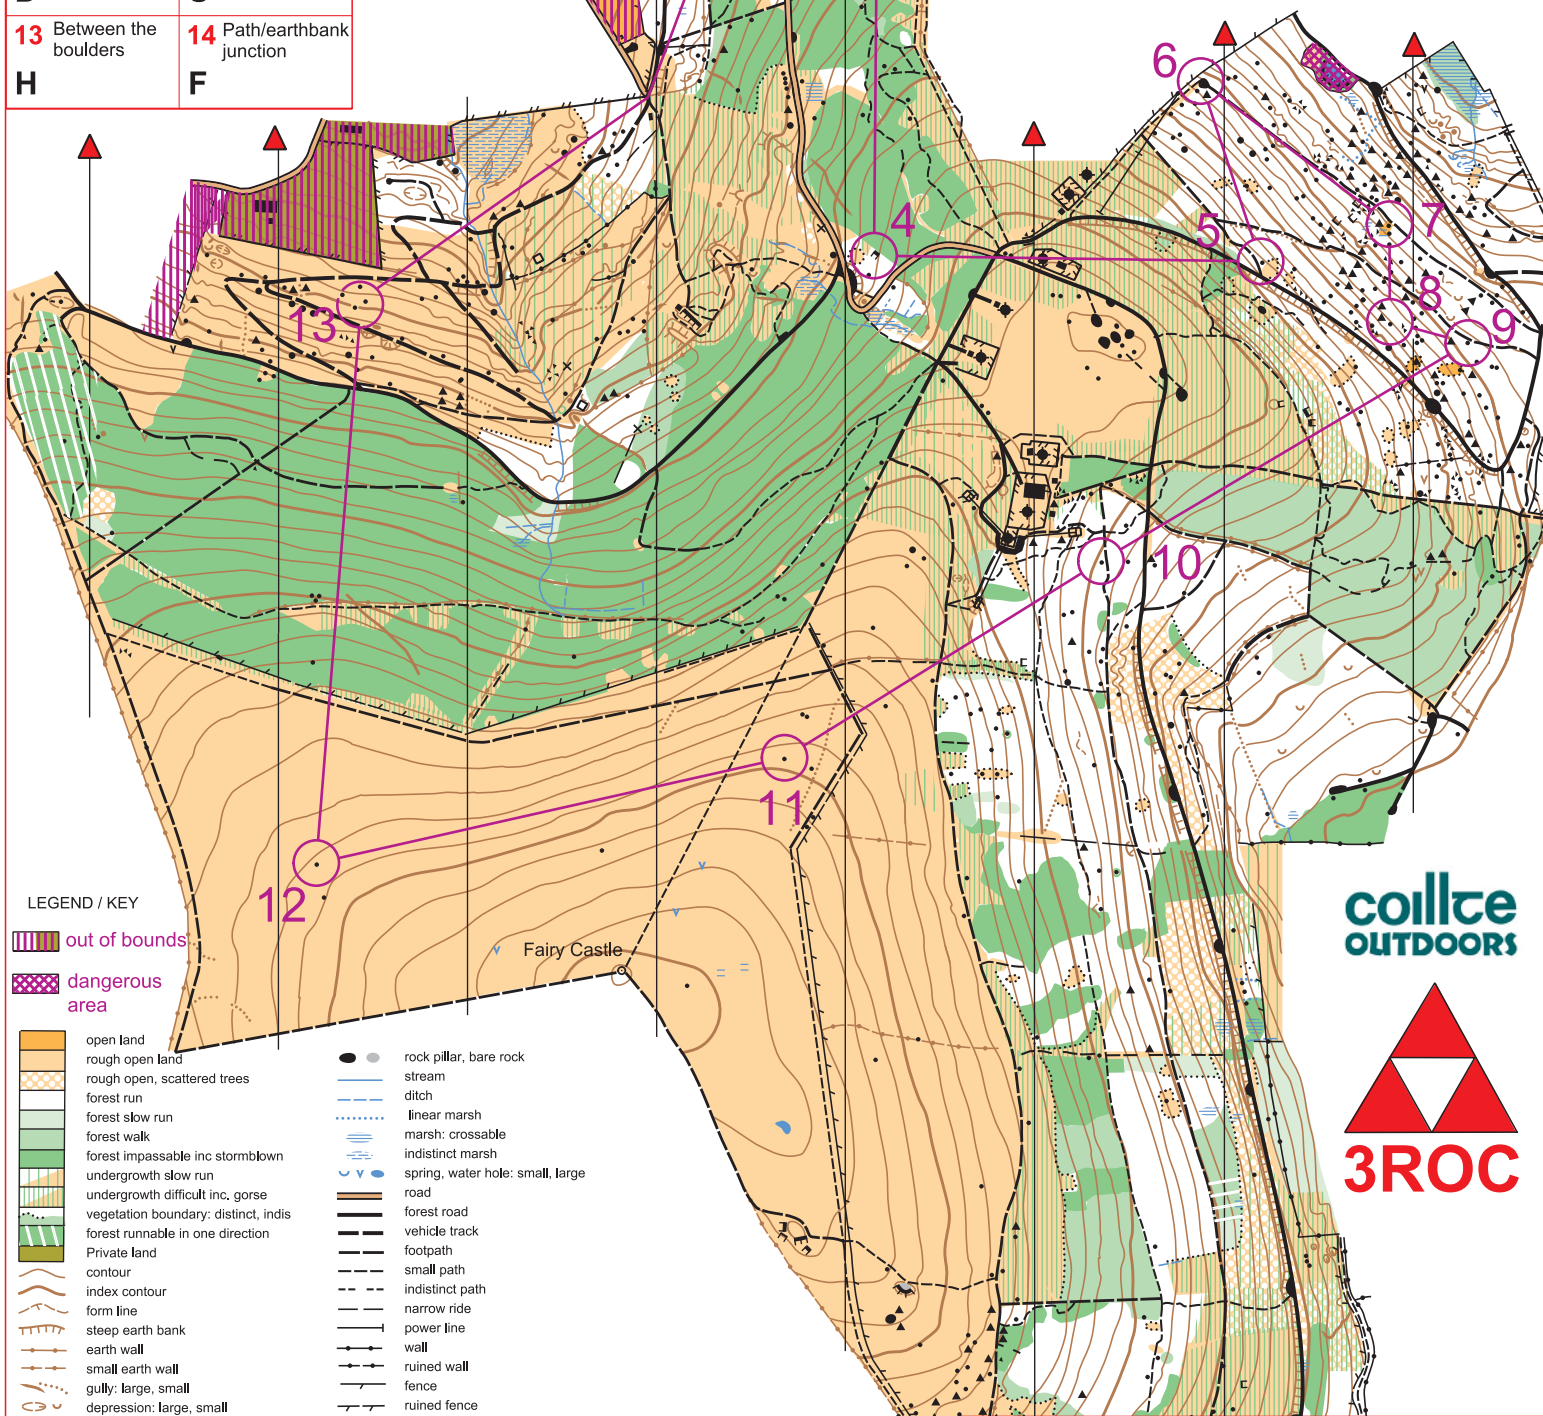 13 Between the
boulders
H
14 Path/earthbank
junction
F
6
4
5
7
8
9
13
10
11
12
Fairy Castle
LEGEND / KEY
out of bounds
dangerous
area
open land
rough open land
rough open, scattered trees
forest run
forest slow run
forest walk
forest impassable inc stormblown
undergrowth slow run
undergrowth difficult inc. gorse
vegetation boundary: distinct, indis
forest runnable in one direction
Private land
contour
index contour
form line
steep earth bank
earth wall
small earth wall
gully: large, small
depression: large, small
rock pillar, bare rock
stream
ditch
linear marsh
marsh: crossable
indistinct marsh
spring, water hole: small, large
road
forest road
vehicle track
footpath
small path
indistinct path
narrow ride
power line
wall
ruined wall
fence
ruined fence
coillte
OUTDOORS
3ROC